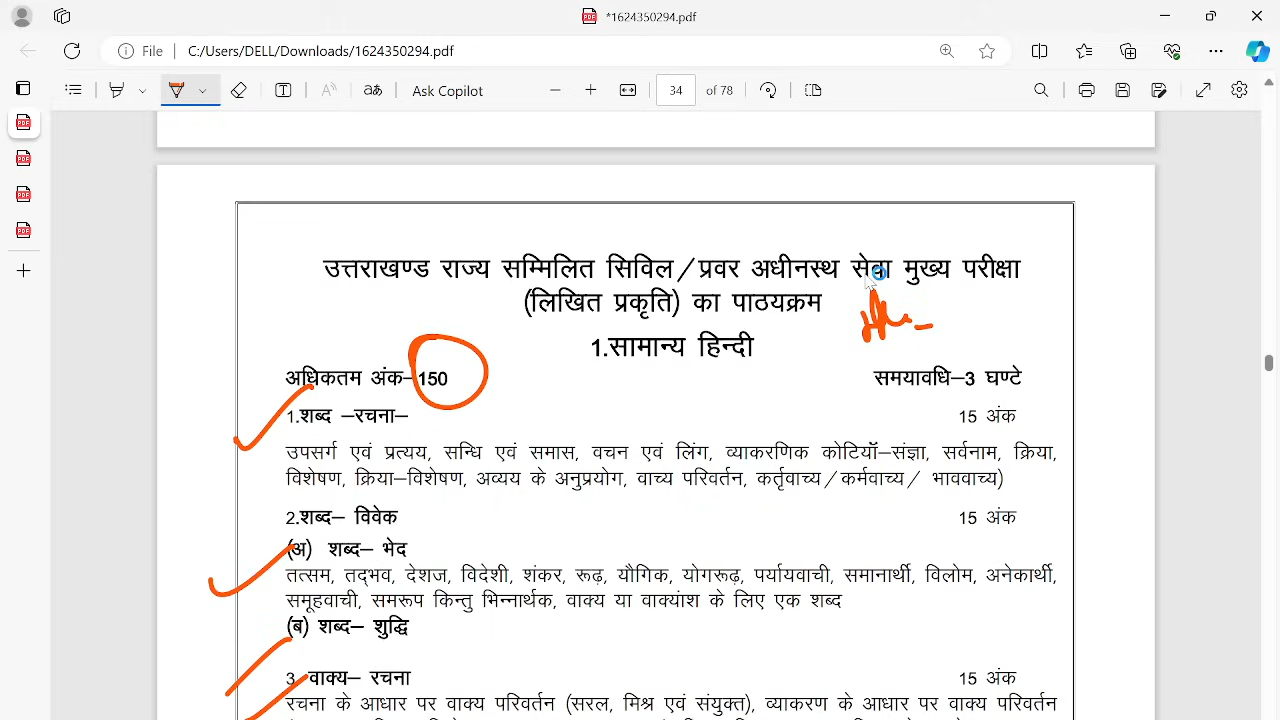 *1624350294.pdf
File C:/Users/DELL/Downloads/1624350294.pdf
aあ Ask Copilot 34 of 78
उत्तराखण्ड राज्य सम्मिलित सिविल/प्रवर अधीनस्थ सेवा मुख्य परीक्षा
(लिखित प्रकृति) का पाठयक्रम
1.सामान्य हिन्दी
अधिकतम अंक–150 समयावधि–3 घण्टे
1.शब्द –रचना– 15 अंक
उपसर्ग एवं प्रत्यय, सन्धि एवं समास, वचन एवं लिंग, व्याकरणिक कोटियॉ–संज्ञा, सर्वनाम, क्रिया,
विशेषण, क्रिया–विशेषण, अव्यय के अनुप्रयोग, वाच्य परिवर्तन, कर्तृवाच्य/कर्मवाच्य/ भाववाच्य)
2.शब्द– विवेक 15 अंक
(अ) शब्द– भेद
तत्सम, तद्भव, देशज, विदेशी, शंकर, रूढ़, यौगिक, योगरूढ़, पर्यायवाची, समानार्थी, विलोम, अनेकार्थी,
समूहवाची, समरूप किन्तु भिन्नार्थक, वाक्य या वाक्यांश के लिए एक शब्द
(ब) शब्द– शुद्धि
3. वाक्य– रचना 15 अंक
रचना के आधार पर वाक्य परिवर्तन (सरल, मिश्र एवं संयुक्त), व्याकरण के आधार पर वाक्य परिवर्तन